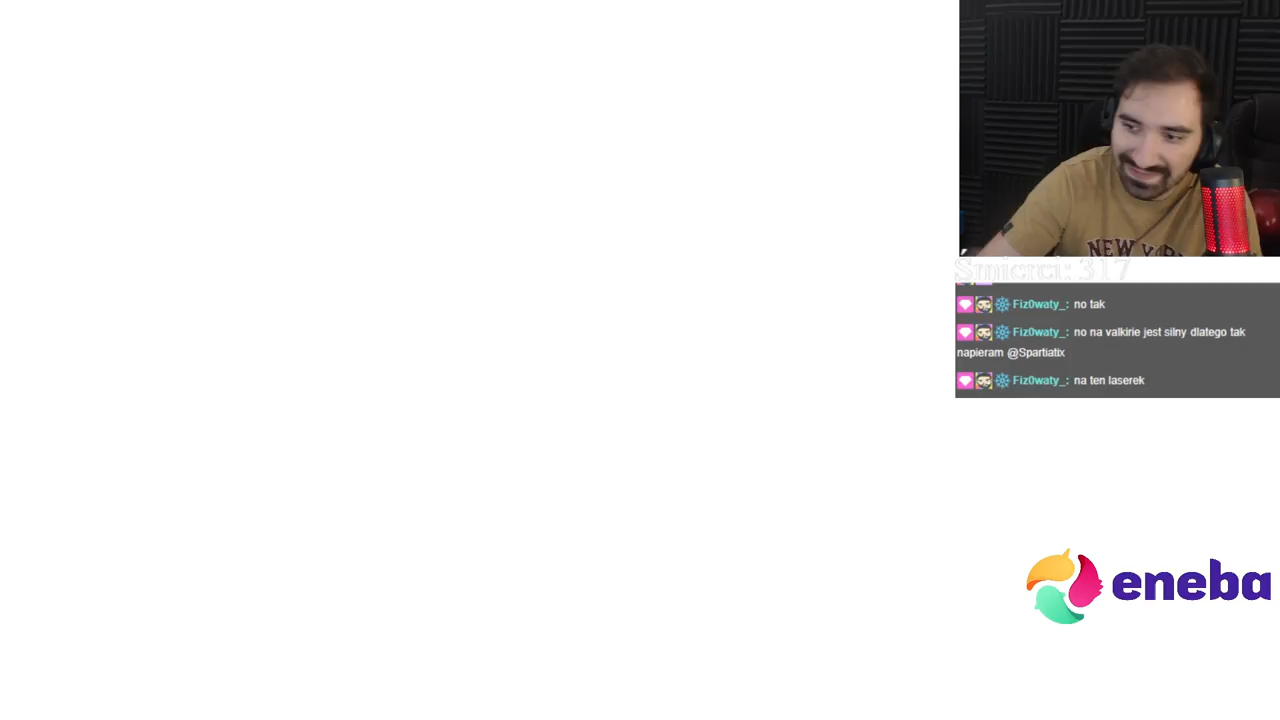 NEW YOR
Śmierci: 317
Fiz0waty_: no tak
Fiz0waty_: no na valkirie jest silny dlatego tak
napieram @Spartiatix
Fiz0waty_: na ten laserek
eneba